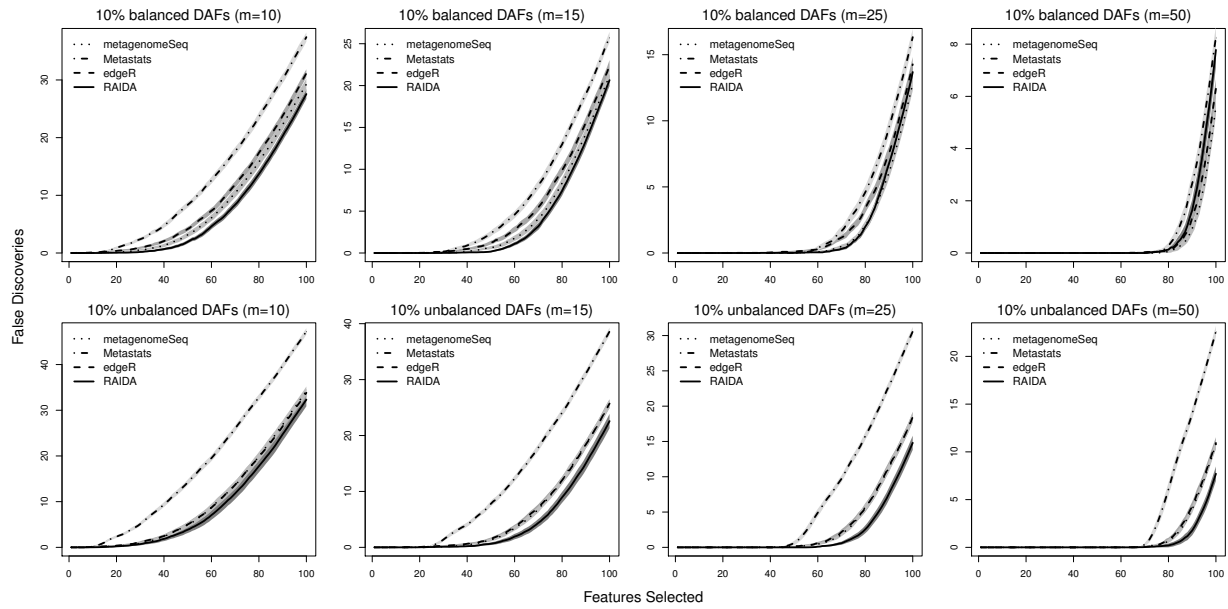 10% balanced DAFs (m=10)
metagenomeSeq
Metastats
edgeR
RAIDA
0 10 20 30
0 20 40 60 80 100
10% balanced DAFs (m=15)
metagenomeSeq
Metastats
edgeR
RAIDA
0 5 10 15 20 25
0 20 40 60 80 100
10% balanced DAFs (m=25)
metagenomeSeq
Metastats
edgeR
RAIDA
0 5 10 15
0 20 40 60 80 100
10% balanced DAFs (m=50)
metagenomeSeq
Metastats
edgeR
RAIDA
0 2 4 6 8
0 20 40 60 80 100
False Discoveries
10% unbalanced DAFs (m=10)
metagenomeSeq
Metastats
edgeR
RAIDA
0 10 20 30 40
0 20 40 60 80 100
10% unbalanced DAFs (m=15)
metagenomeSeq
Metastats
edgeR
RAIDA
0 10 20 30 40
0 20 40 60 80 100
10% unbalanced DAFs (m=25)
metagenomeSeq
Metastats
edgeR
RAIDA
0 5 10 15 20 25 30
0 20 40 60 80 100
10% unbalanced DAFs (m=50)
metagenomeSeq
Metastats
edgeR
RAIDA
0 5 10 15 20
0 20 40 60 80 100
Features Selected